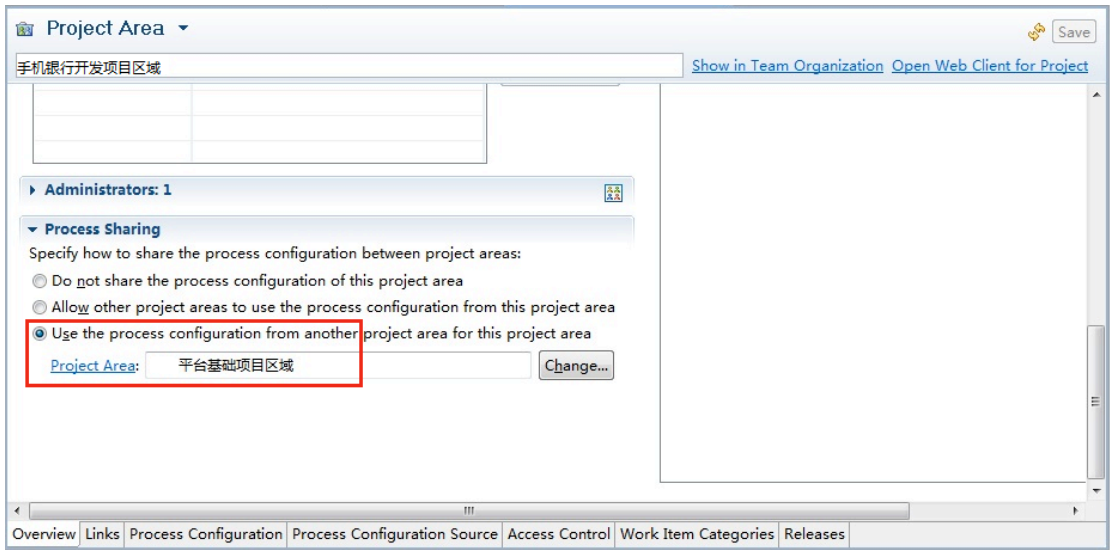 Project Area
Save
手机银行开发项目区域
Show in Team Organization Open Web Client for Project
Administrators: 1
Process Sharing
Specify how to share the process configuration between project areas:
Do not share the process configuration of this project area
Allow other project areas to use the process configuration from this project area
Use the process configuration from another project area for this project area
Project Area: 平台基础项目区域 Change...
Overview Links Process Configuration Process Configuration Source Access Control Work Item Categories Releases